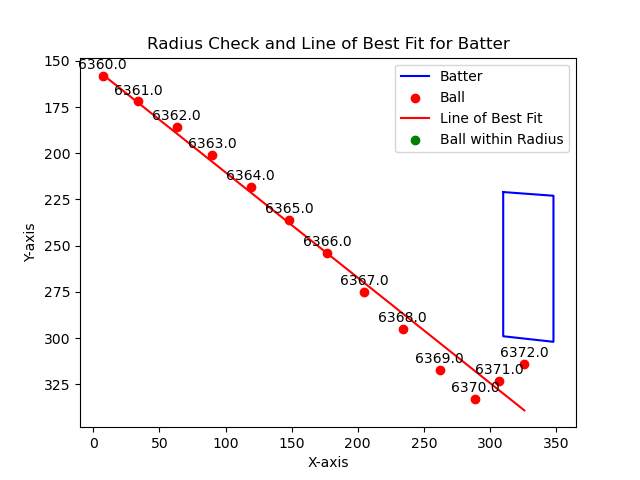 Radius Check and Line of Best Fit for Batter
Batter
Ball
Line of Best Fit
Ball within Radius
6360.0
6361.0
6362.0
6363.0
6364.0
6365.0
6366.0
6367.0
6368.0
6369.0
6370.0
6371.0
6372.0
150
175
200
225
250
275
300
325
Y-axis
0 50 100 150 200 250 300 350
X-axis